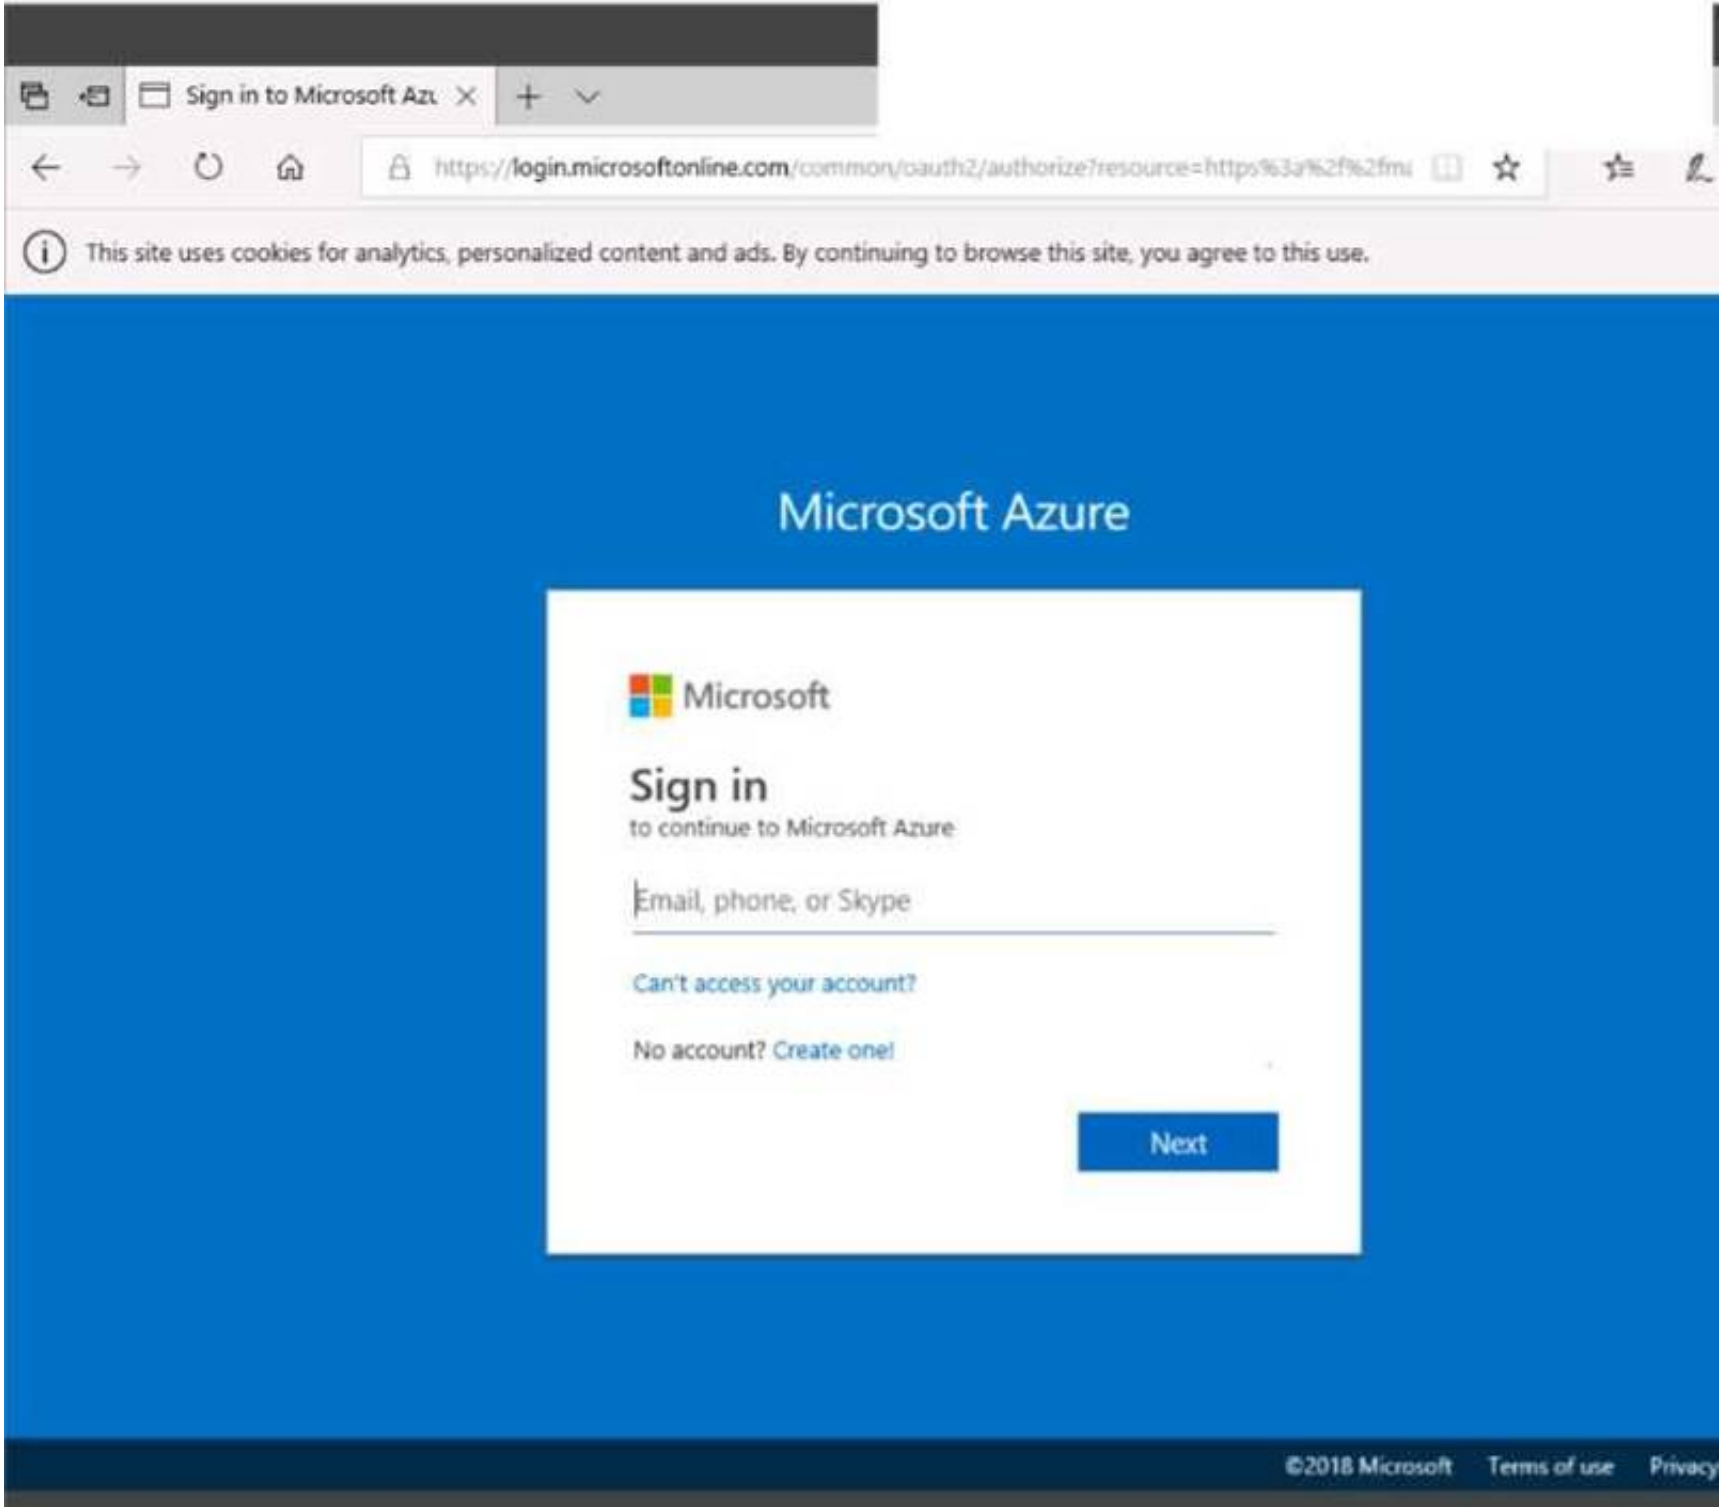 Sign in to Microsoft Azu
https://login.microsoftonline.com/common/oauth2/authorize?resource=https%3a%2f%2fma
This site uses cookies for analytics, personalized content and ads. By continuing to browse this site, you agree to this use.
Microsoft Azure
Microsoft
Sign in
to continue to Microsoft Azure
Email, phone, or Skype
Can't access your account?
No account? Create one!
Next
©2018 Microsoft Terms of use Privacy